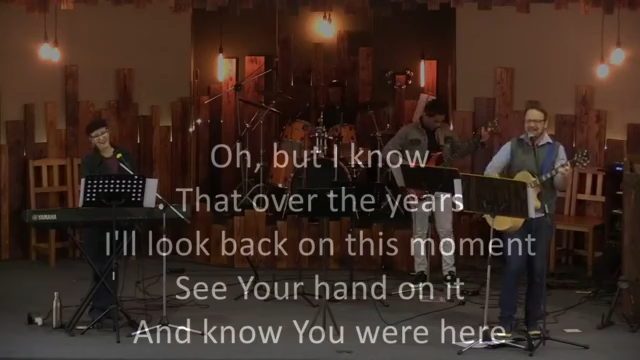 Oh, but I know
That over the years
I'll look back on this moment
See Your hand on it
And know You were here
YAMAHA